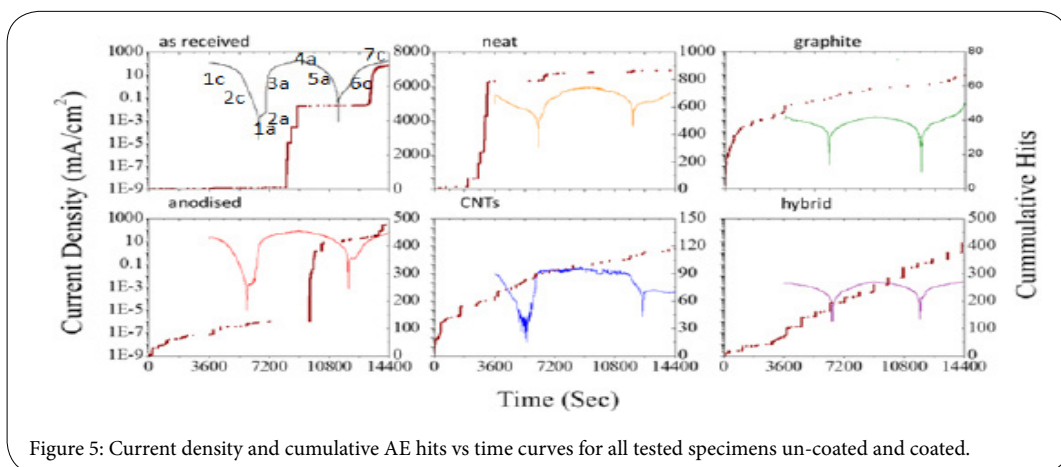 as received
neat
graphite
1000
10
0.1
1E-3
1E-5
1E-7
1E-9
1c
2c
1a
2a
3a
4a
5a
6c
7c
8000
6000
4000
2000
0
1000
800
600
400
200
0
80
60
40
20
0
Current Density (mA/cm²)
Cummulative Hits
anodised
CNTs
hybrid
1000
10
0.1
1E-3
1E-5
1E-7
1E-9
500
400
300
200
100
0
150
120
90
60
30
0
500
400
300
200
100
0
0 3600 7200 10800 14400
0 3600 7200 10800 14400
0 3600 7200 10800 14400
Time (Sec)
Figure 5: Current density and cumulative AE hits vs time curves for all tested specimens un-coated and coated.